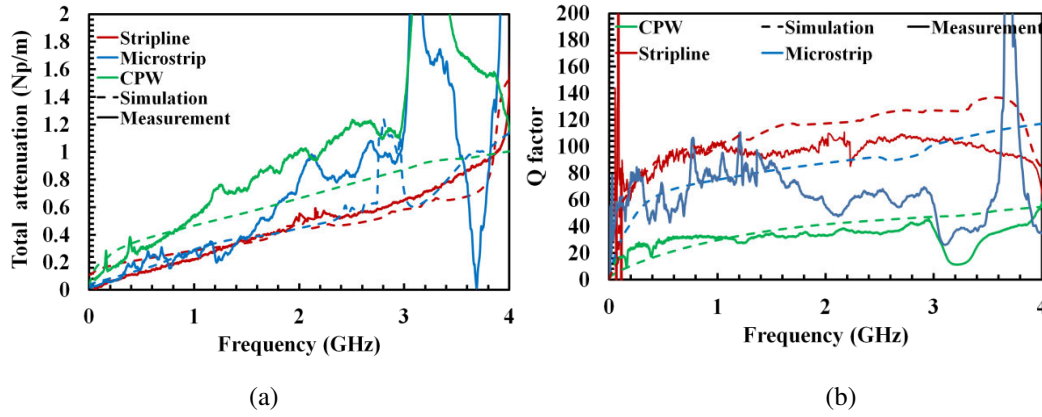 Total attenuation (Np/m)
2
1.8
1.6
1.4
1.2
1
0.8
0.6
0.4
0.2
0
Stripline
Microstrip
CPW
Simulation
Measurement
0 1 2 3 4
Frequency (GHz)
(a)
Q factor
200
180
160
140
120
100
80
60
40
20
0
CPW Simulation Measurement
Stripline Microstrip
0 1 2 3 4
Frequency (GHz)
(b)